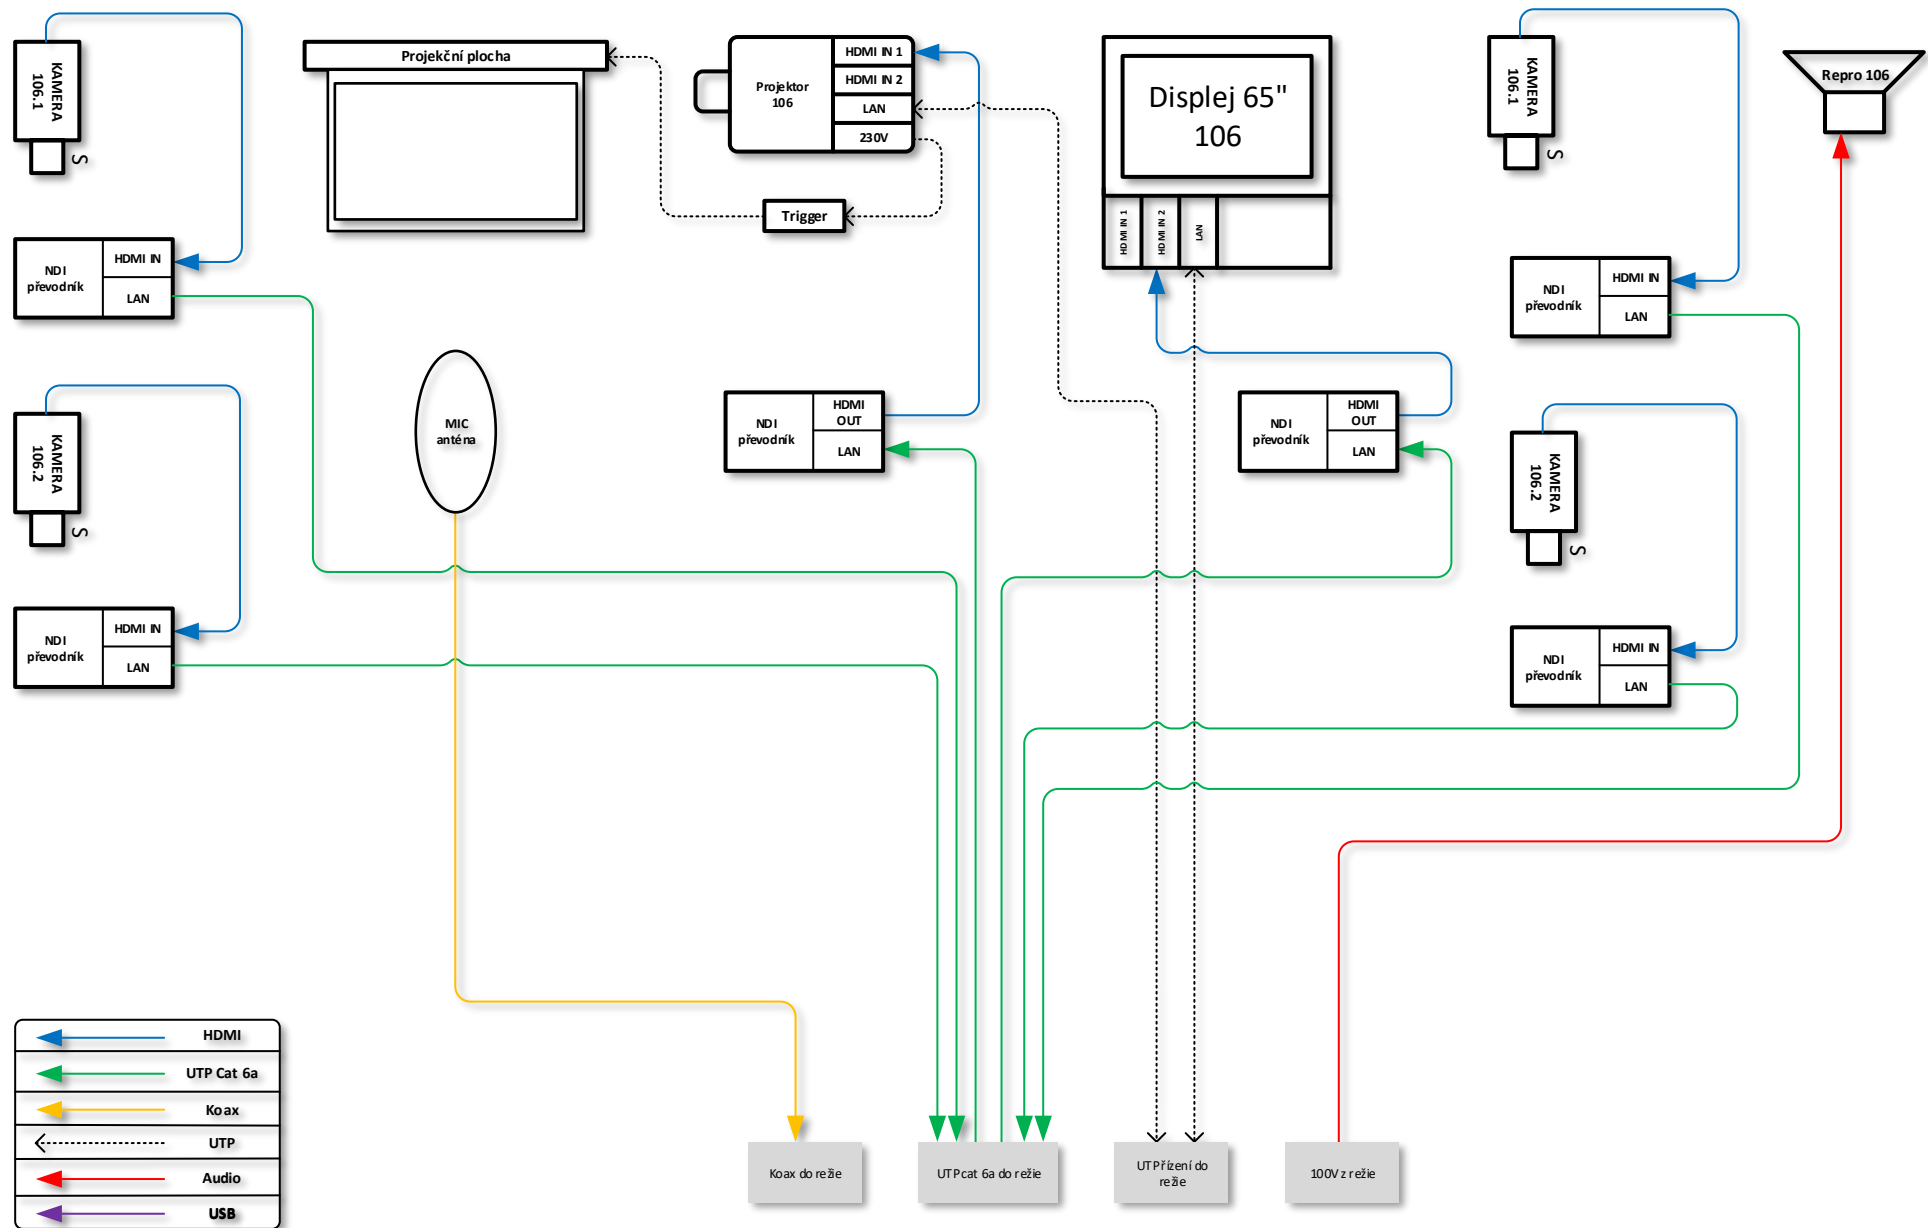 KAMERA
106.1
S
NDI
převodník
HDMI IN
LAN
KAMERA
106.2
S
NDI
převodník
HDMI IN
LAN
Projekční plocha
MIC
anténa
Projektor
106
HDMI IN 1
HDMI IN 2
LAN
230V
Trigger
NDI
převodník
HDMI
OUT
LAN
Displej 65"
106
HDMI IN 1
HDMI IN 2
LAN
NDI
převodník
HDMI
OUT
LAN
KAMERA
106.1
S
NDI
převodník
HDMI IN
LAN
KAMERA
106.2
S
NDI
převodník
HDMI IN
LAN
Repro 106
HDMI
UTP Cat 6a
Koax
UTP
Audio
USB
Koax do režie
UTP cat 6a do režie
UTP řízení do
režie
100V z režie